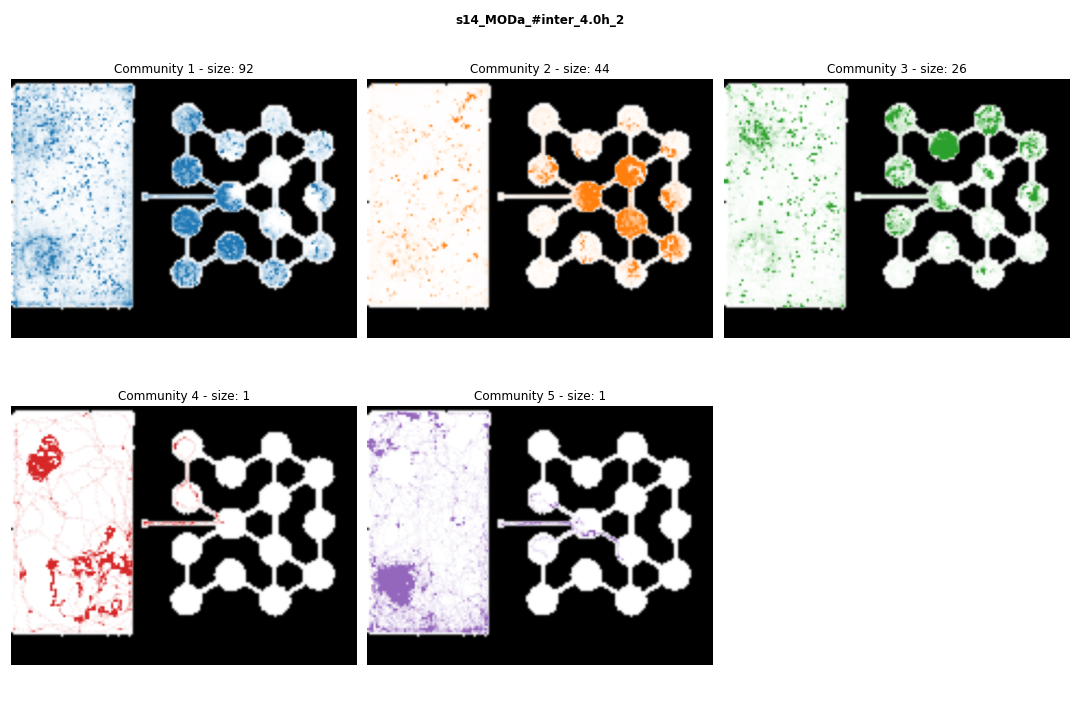 s14_MODa_#inter_4.0h_2
Community 1 - size: 92
Community 2 - size: 44
Community 3 - size: 26
Community 4 - size: 1
Community 5 - size: 1